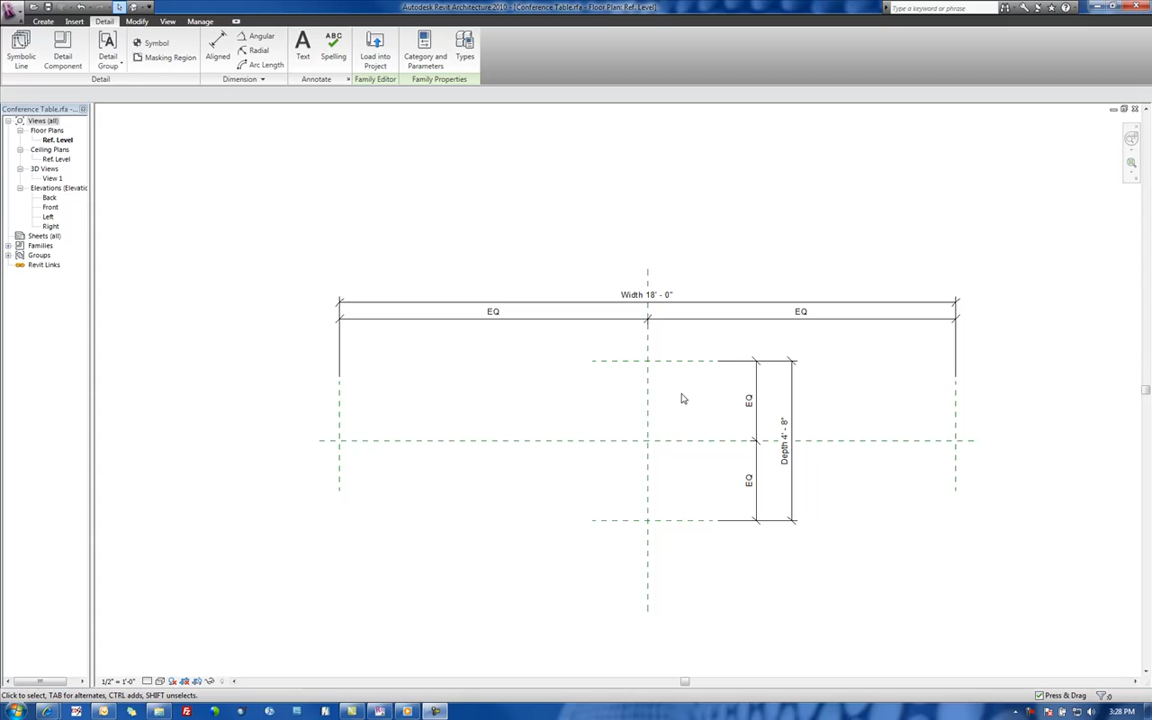 Autodesk Revit Architecture 2010 - [Conference Table.rfa - Floor Plan: Ref. Level]
Type a keyword or phrase
Create Insert Detail Modify View Manage
Symbolic Line
Detail Component
Detail Group
Symbol
Masking Region
Aligned
Angular
Radial
Arc Length
Text
Spelling
Load into Project
Category and Parameters
Types
Detail
Dimension
Annotate
Family Editor
Family Properties
Conference Table.rfa -...
Views (all)
Floor Plans
Ref. Level
Ceiling Plans
Ref. Level
3D Views
View 1
Elevations (Elevatio
Back
Front
Left
Right
Sheets (all)
Families
Groups
Revit Links
Width 18' - 0"
EQ EQ
EQ
Depth 4' - 8"
EQ
1/2" = 1'-0"
Click to select, TAB for alternates, CTRL adds, SHIFT unselects.
Press & Drag
:0
3:28 PM